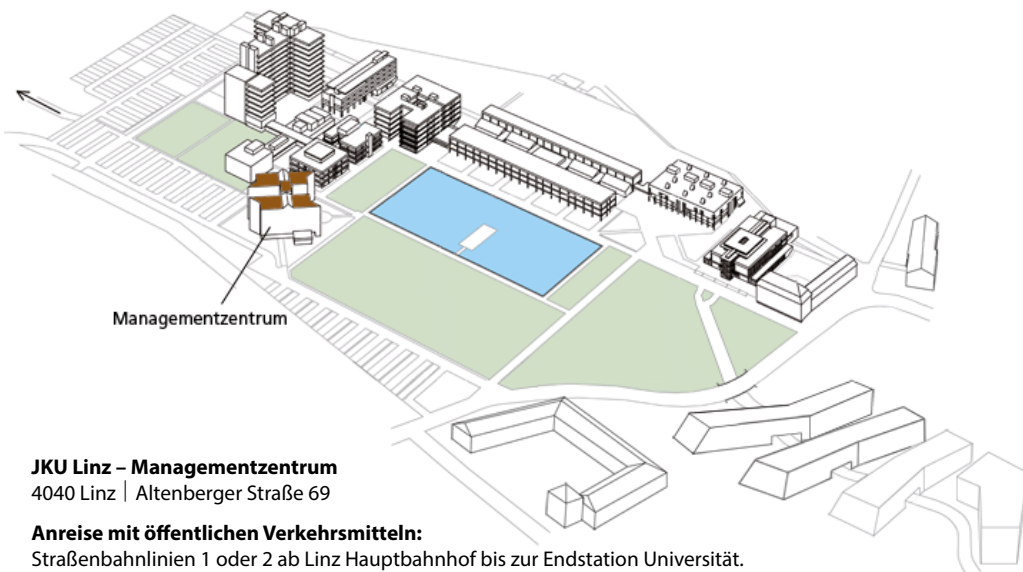 Managementzentrum
JKU Linz – Managementzentrum
4040 Linz | Altenberger Straße 69
Anreise mit öffentlichen Verkehrsmitteln:
Straßenbahnlinien 1 oder 2 ab Linz Hauptbahnhof bis zur Endstation Universität.